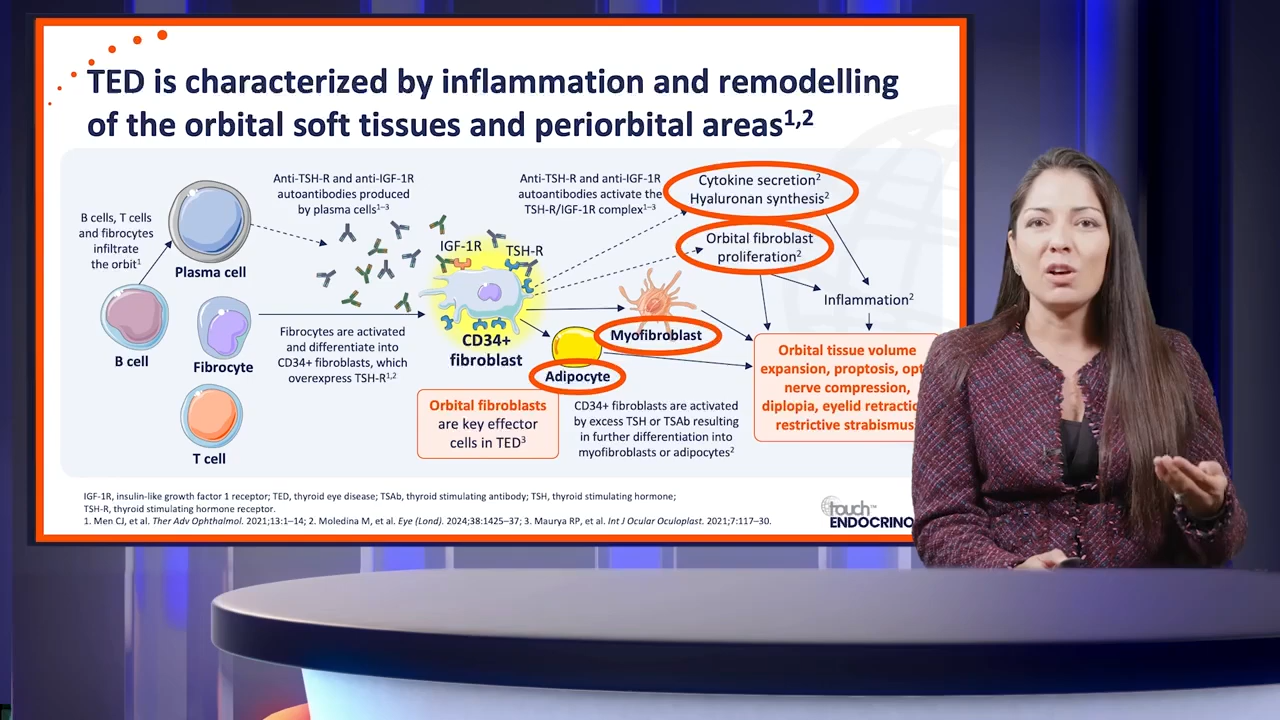 TED is characterized by inflammation and remodelling
of the orbital soft tissues and periorbital areas1,2
B cells, T cells
and fibrocytes
infiltrate
the orbit1
Plasma cell
B cell
Fibrocyte
T cell
Anti-TSH-R and anti-IGF-1R
autoantibodies produced
by plasma cells1–3
Fibrocytes are activated
and differentiate into
CD34+ fibroblasts, which
overexpress TSH-R1,2
IGF-1R
TSH-R
CD34+
fibroblast
Orbital fibroblasts
are key effector
cells in TED3
Anti-TSH-R and anti-IGF-1R
autoantibodies activate the
TSH-R/IGF-1R complex1–3
Cytokine secretion2
Hyaluronan synthesis2
Orbital fibroblast
proliferation2
Inflammation2
Myofibroblast
Adipocyte
CD34+ fibroblasts are activated
by excess TSH or TSAb resulting
in further differentiation into
myofibroblasts or adipocytes2
Orbital tissue volume
expansion, proptosis,
nerve compression,
diplopia, eyelid
restrictive strabismus
IGF-1R, insulin-like growth factor 1 receptor; TED, thyroid eye disease; TSAb, thyroid stimulating antibody; TSH, thyroid stimulating hormone;
TSH-R, thyroid stimulating hormone receptor.
1. Men CJ, et al. Ther Adv Ophthalmol. 2021;13:1–14; 2. Moledina M, et al. Eye (Lond). 2024;38:1425–37; 3. Maurya RP, et al. Int J Ocular Oculoplast. 2021;7:117–30.
touch™
ENDOCRINO